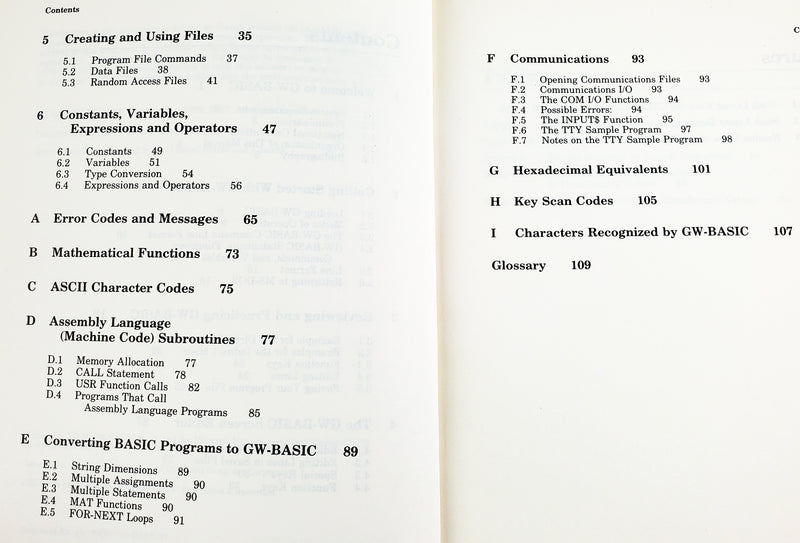 Contents
5 Creating and Using Files 35
5.1 Program File Commands 37
5.2 Data Files 38
5.3 Random Access Files 41
6 Constants, Variables,
Expressions and Operators 47
6.1 Constants 49
6.2 Variables 51
6.3 Type Conversion 54
6.4 Expressions and Operators 56
A Error Codes and Messages 65
B Mathematical Functions 73
C ASCII Character Codes 75
D Assembly Language
(Machine Code) Subroutines 77
D.1 Memory Allocation 77
D.2 CALL Statement 78
D.3 USR Function Calls 82
D.4 Programs That Call
Assembly Language Programs 85
E Converting BASIC Programs to GW-BASIC 89
E.1 String Dimensions 89
E.2 Multiple Assignments 90
E.3 Multiple Statements 90
E.4 MAT Functions 90
E.5 FOR-NEXT Loops 91
C
F Communications 93
F.1 Opening Communications Files 93
F.2 Communications I/O 93
F.3 The COM I/O Functions 94
F.4 Possible Errors: 94
F.5 The INPUT$ Function 95
F.6 The TTY Sample Program 97
F.7 Notes on the TTY Sample Program 98
G Hexadecimal Equivalents 101
H Key Scan Codes 105
I Characters Recognized by GW-BASIC 107
Glossary 109